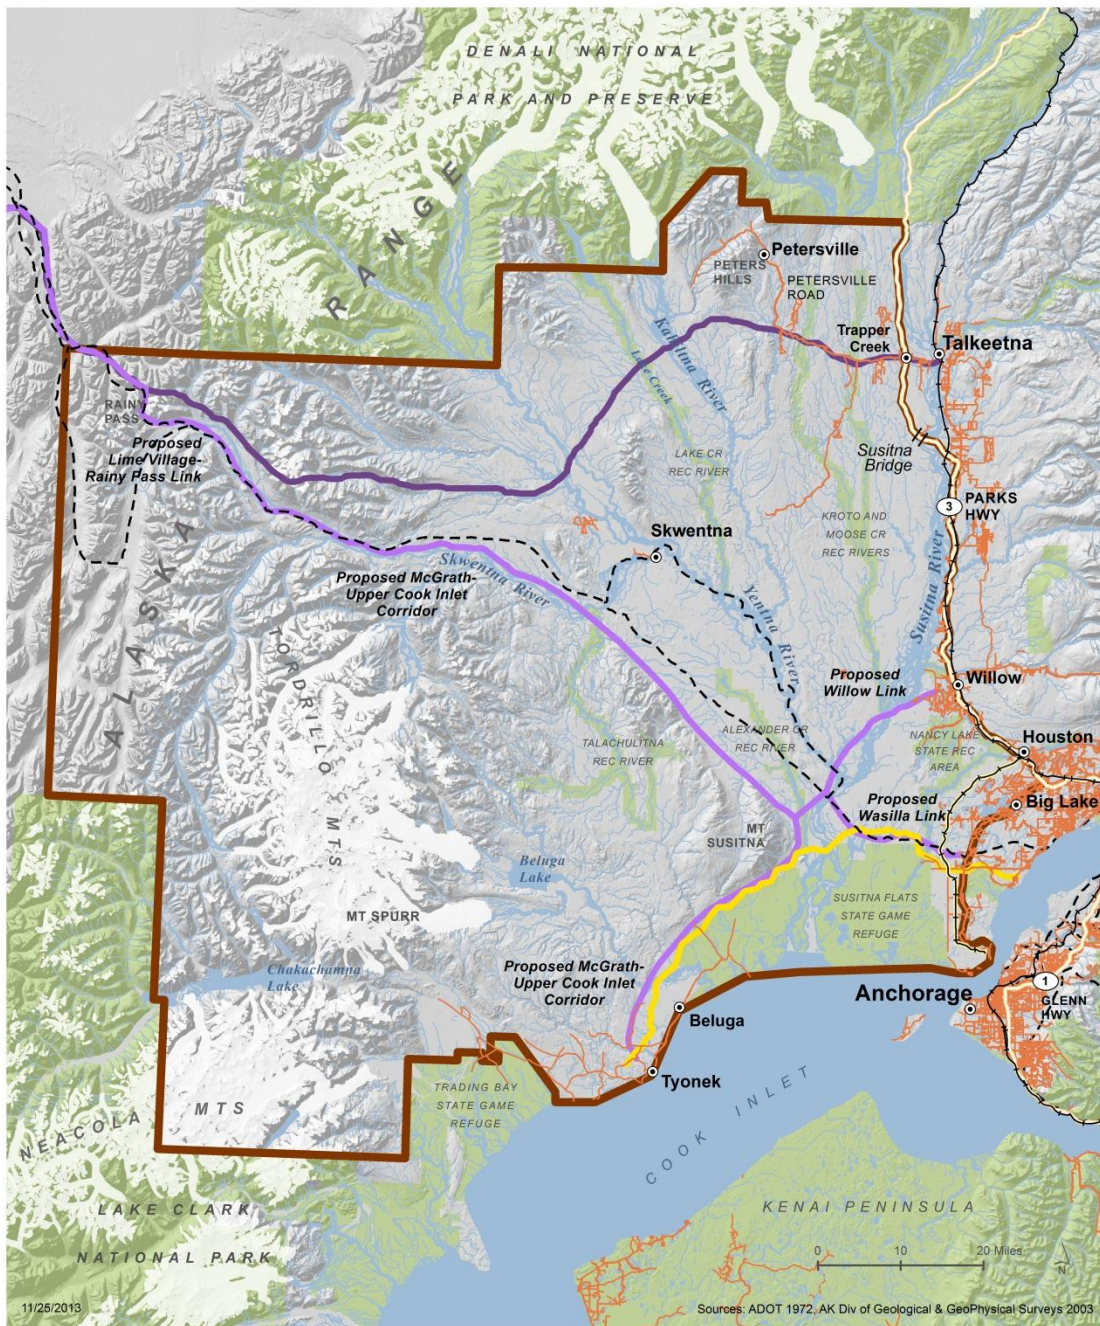 DENALI NATIONAL
PARK AND PRESERVE
ALASKA
RANGE
Petersville
PETERS
HILLS
PETERSVILLE
ROAD
Trapper
Creek
Talkeetna
Kahiltna River
Lake Creek
RAINY
PASS
Proposed
Lime Village-
Rainy Pass Link
LAKE CR
REC RIVER
Susitna
Bridge
3
PARKS
HWY
KROTO AND
MOOSE CR
REC RIVERS
Skwentna
Skwentna River
Proposed McGrath-
Upper Cook Inlet
Corridor
Yentna River
Susitna River
TORDRILLO MTS
Proposed
Willow Link
Willow
TALACHULITNA
REC RIVER
ALEXANDER CR
REC RIVER
NANCY LAKE
STATE REC
AREA
Houston
Big Lake
Proposed
Wasilla Link
MT
SUSITNA
Beluga
Lake
MT SPURR
SUSITNA FLATS
STATE GAME
REFUGE
Chakachamna
Lake
Proposed McGrath-
Upper Cook Inlet
Corridor
Anchorage
1
GLENN
HWY
Beluga
Tyonek
TRADING BAY
STATE GAME
REFUGE
COOK INLET
NEACOLA MTS
LAKE CLARK
NATIONAL PARK
KENAI PENINSULA
0 10 20 Miles
N
11/25/2013
Sources: ADOT 1972, AK Div of Geological & GeoPhysical Surveys 2003